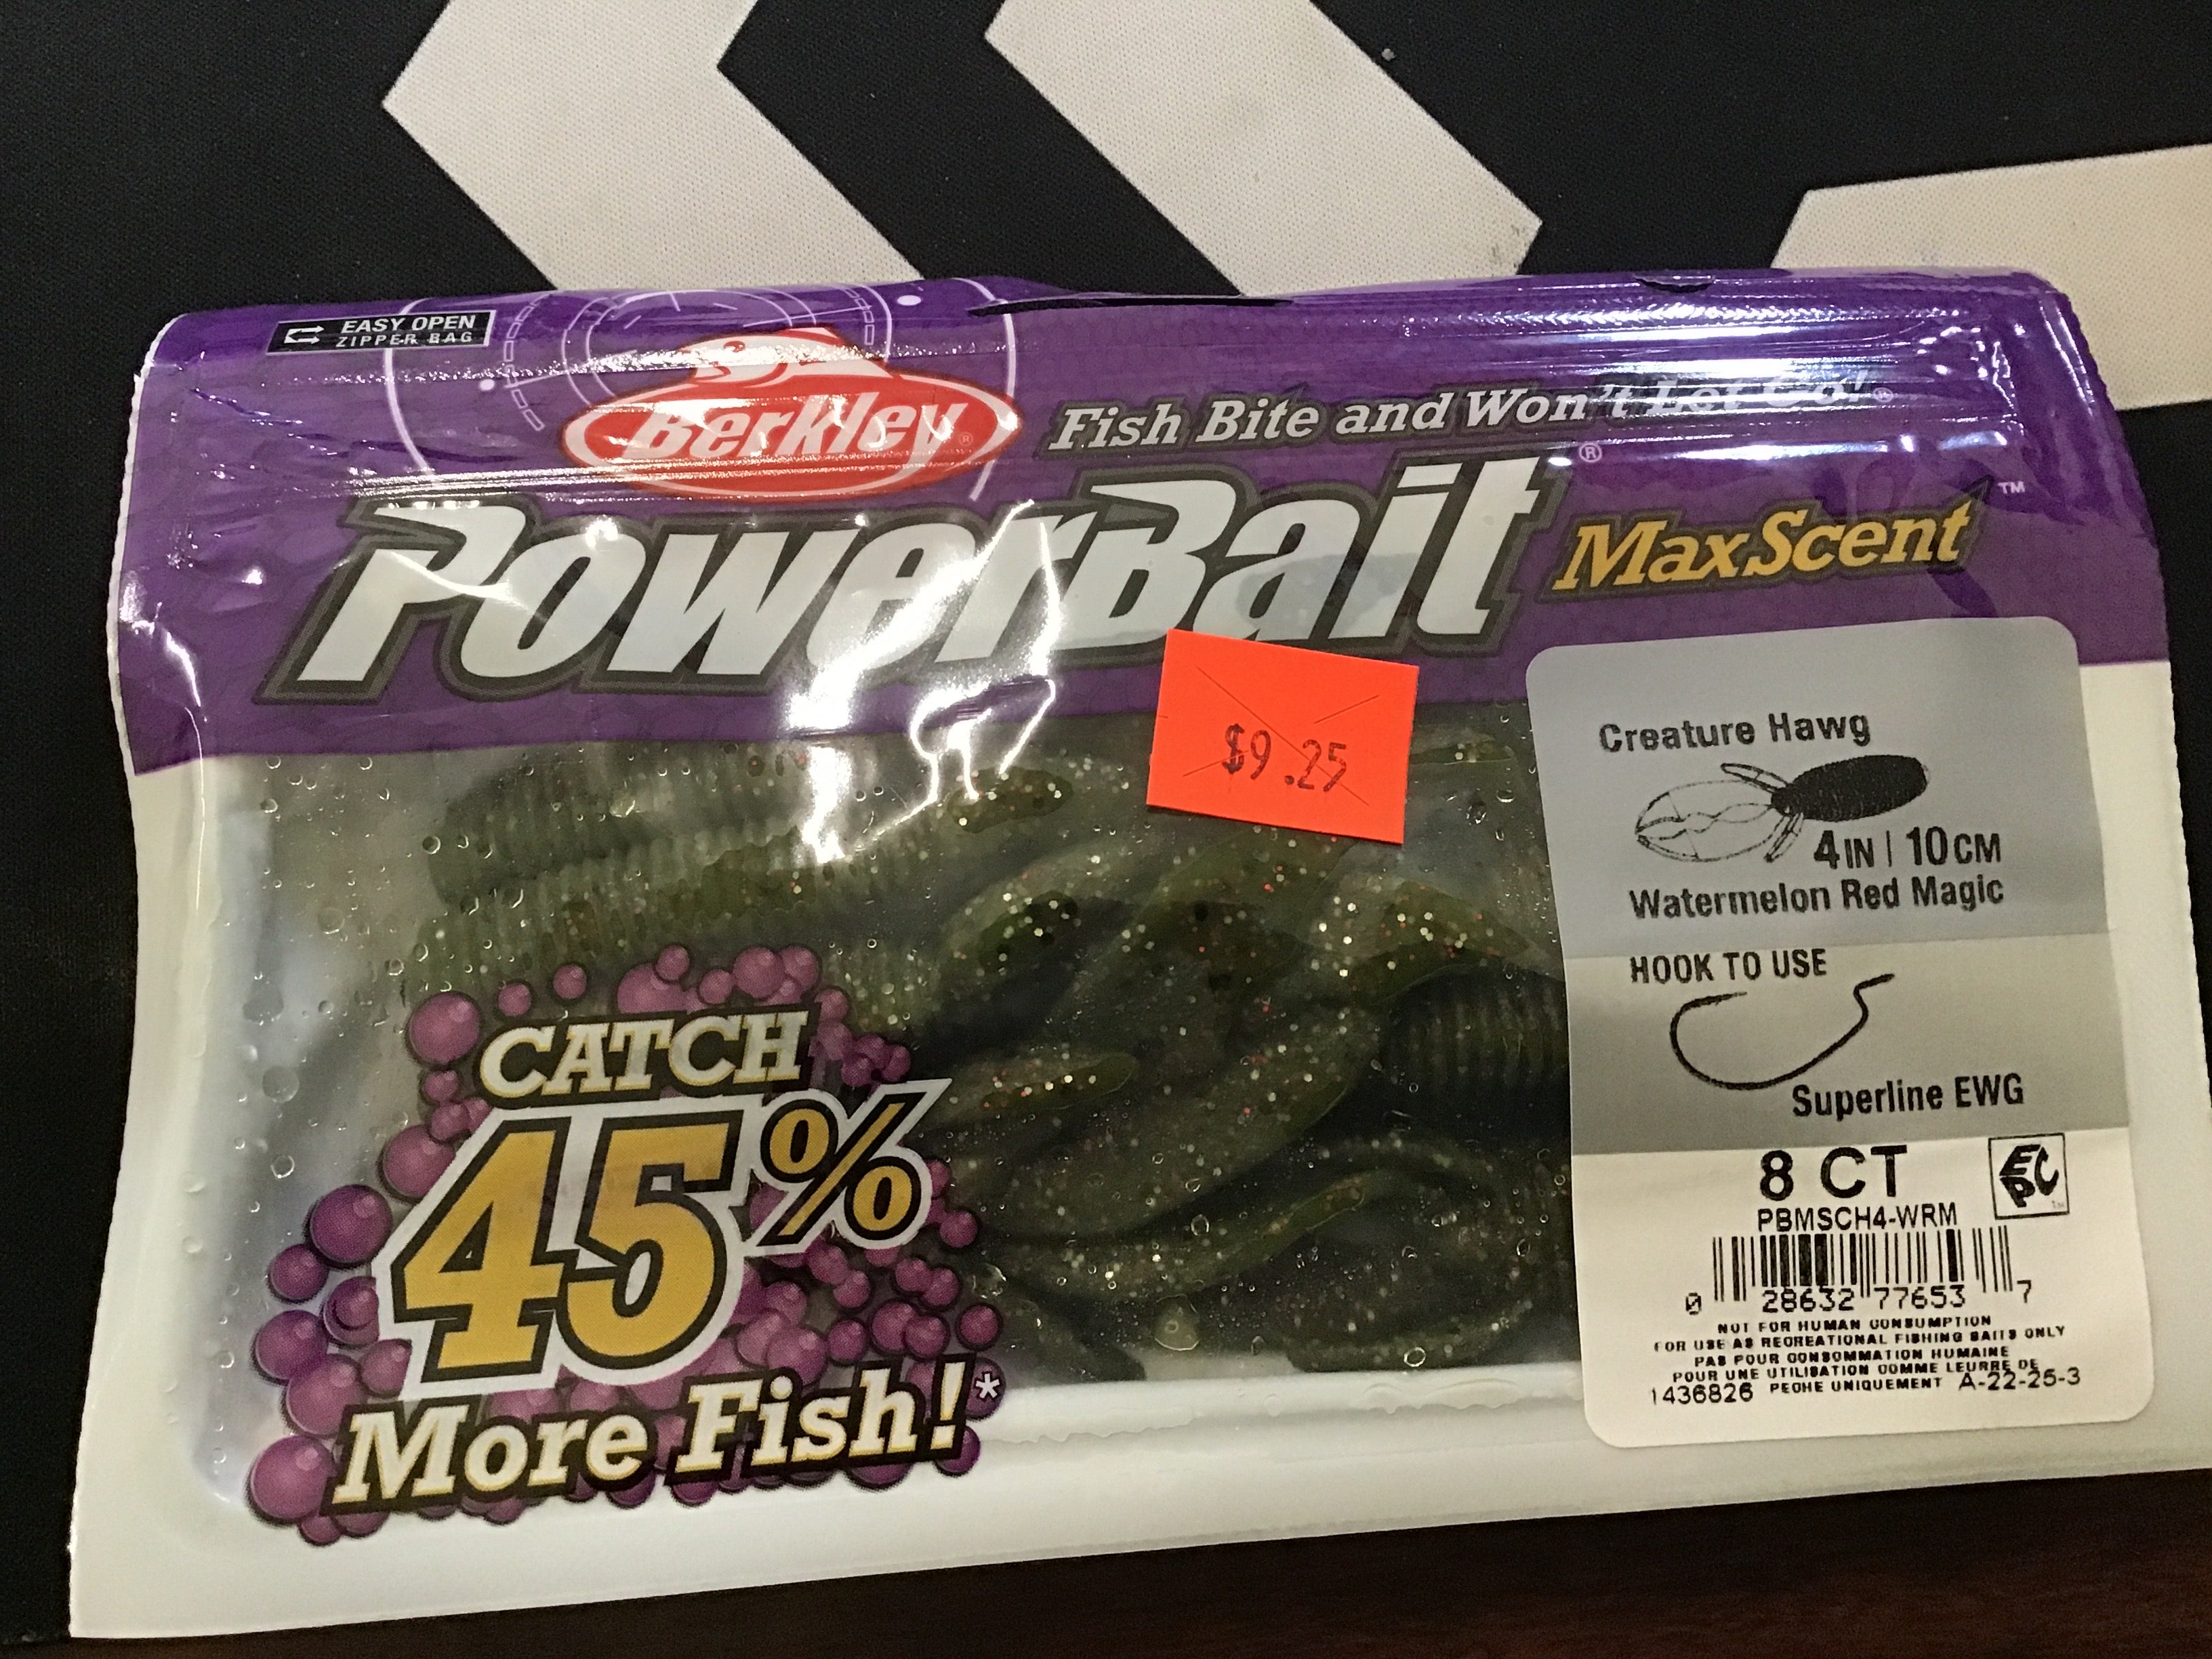 EASY OPEN
ZIPPER BAG
Berkley®
Fish Bite and Won't Let Go!
PowerBait®
MaxScent™
$9.25
Creature Hawg
4IN | 10CM
Watermelon Red Magic
HOOK TO USE
Superline EWG
8 CT
EPC
PBMSCH4-WRM
0 28632 77653 7
NOT FOR HUMAN CONSUMPTION
FOR USE AS RECREATIONAL FISHING BAITS ONLY
PAS POUR CONSOMMATION HUMAINE
POUR UNE UTILISATION COMME LEURRE DE
1436826 PECHE UNIQUEMENT A-22-25-3
CATCH
45%
More Fish!*